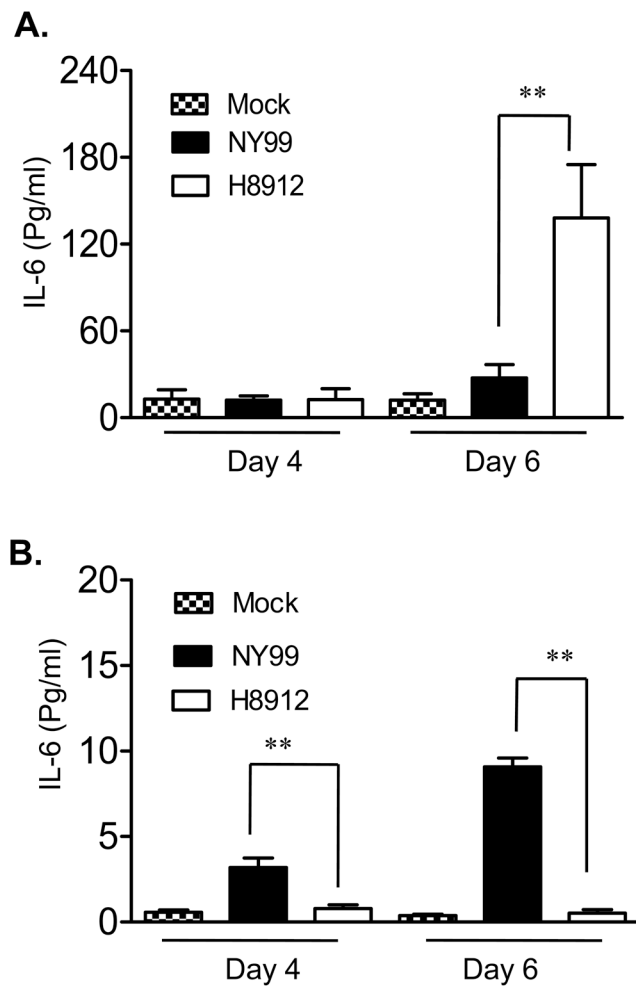 A.
240
180
120
60
0
IL-6 (Pg/ml)
Mock
NY99
H8912
**
Day 4
Day 6
B.
20
15
10
5
0
IL-6 (Pg/ml)
Mock
NY99
H8912
**
**
Day 4
Day 6